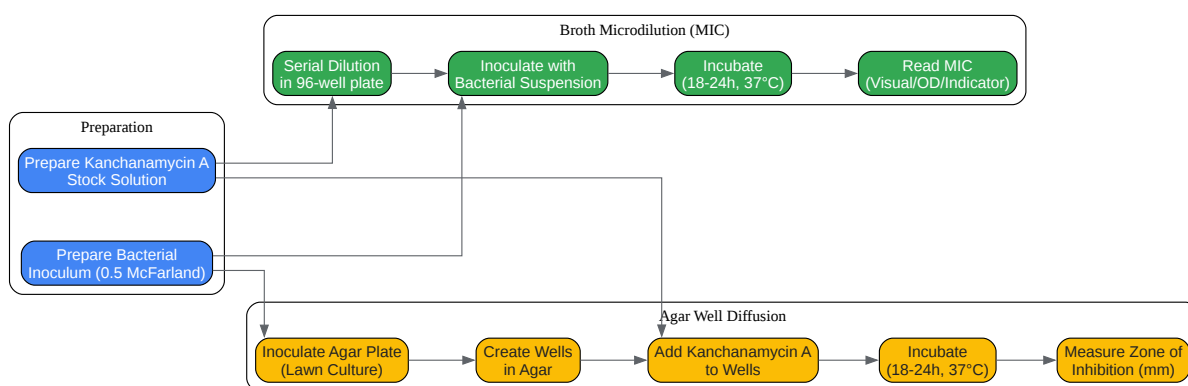 Broth Microdilution (MIC)
Serial Dilution
in 96-well plate
Inoculate with
Bacterial Suspension
Incubate
(18-24h, 37°C)
Read MIC
(Visual/OD/Indicator)
Preparation
Prepare Kanchanamycin A
Stock Solution
Prepare Bacterial
Inoculum (0.5 McFarland)
Agar Well Diffusion
Inoculate Agar Plate
(Lawn Culture)
Create Wells
in Agar
Add Kanchanamycin A
to Wells
Incubate
(18-24h, 37°C)
Measure Zone of
Inhibition (mm)